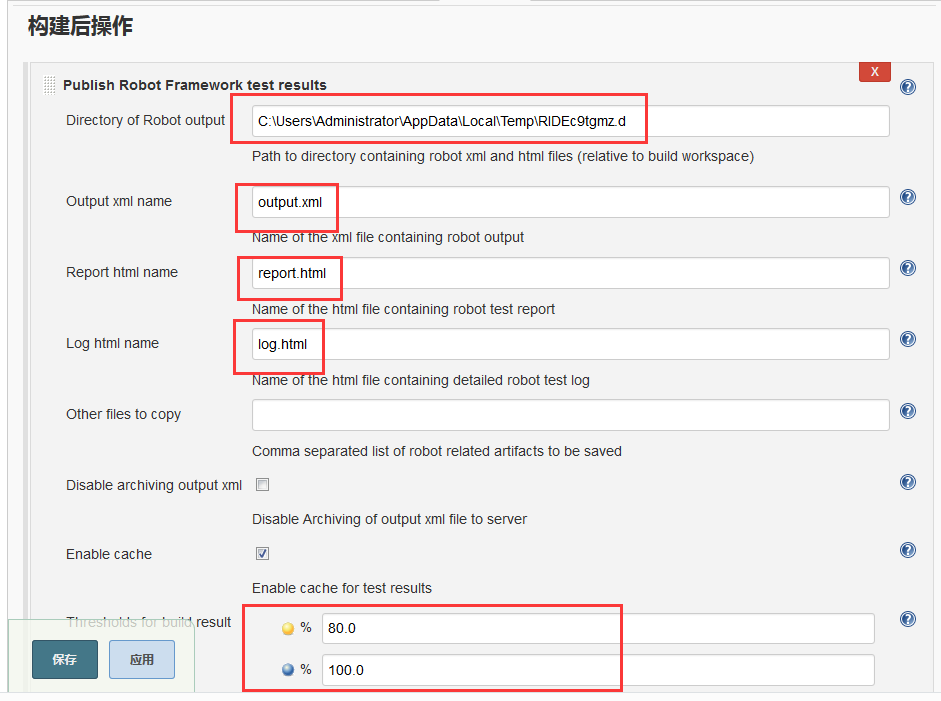 构建后操作
X
Publish Robot Framework test results
Directory of Robot output
C:\Users\Administrator\AppData\Local\Temp\RIDEc9tgmz.d
Path to directory containing robot xml and html files (relative to build workspace)
Output xml name
output.xml
Name of the xml file containing robot output
Report html name
report.html
Name of the html file containing robot test report
Log html name
log.html
Name of the html file containing detailed robot test log
Other files to copy
Comma separated list of robot related artifacts to be saved
Disable archiving output xml
Disable Archiving of output xml file to server
Enable cache
Enable cache for test results
Thresholds for build result
% 80.0
% 100.0
保存
应用